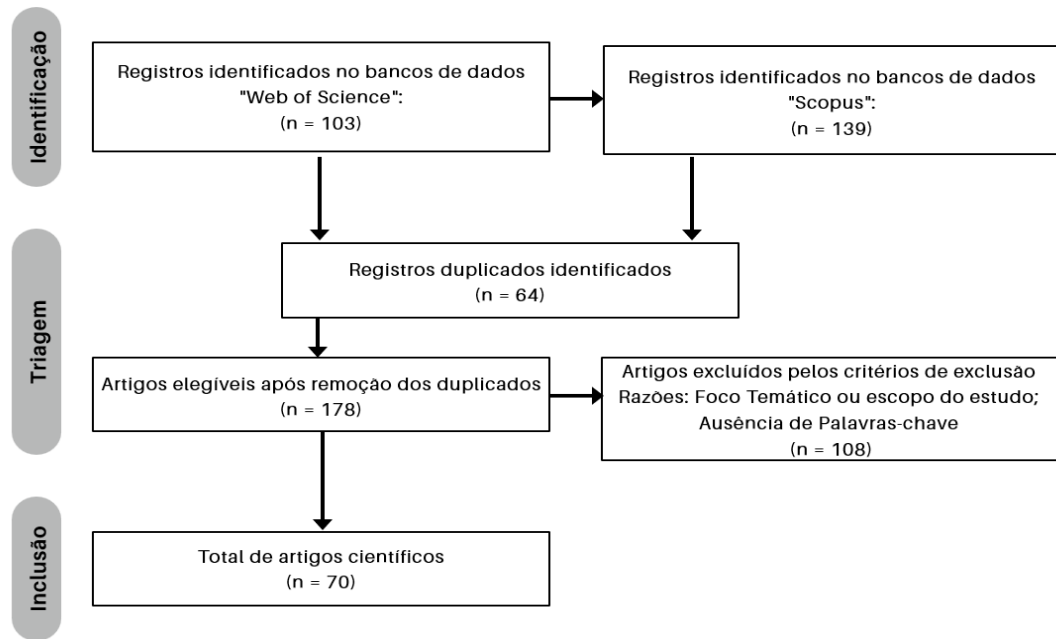 Identificação
Registros identificados no bancos de dados
"Web of Science":
(n = 103)
Registros identificados no bancos de dados
"Scopus":
(n = 139)
Triagem
Registros duplicados identificados
(n = 64)
Artigos elegíveis após remoção dos duplicados
(n = 178)
Artigos excluídos pelos critérios de exclusão
Razões: Foco Temático ou escopo do estudo;
Ausência de Palavras-chave
(n = 108)
Inclusão
Total de artigos científicos
(n = 70)